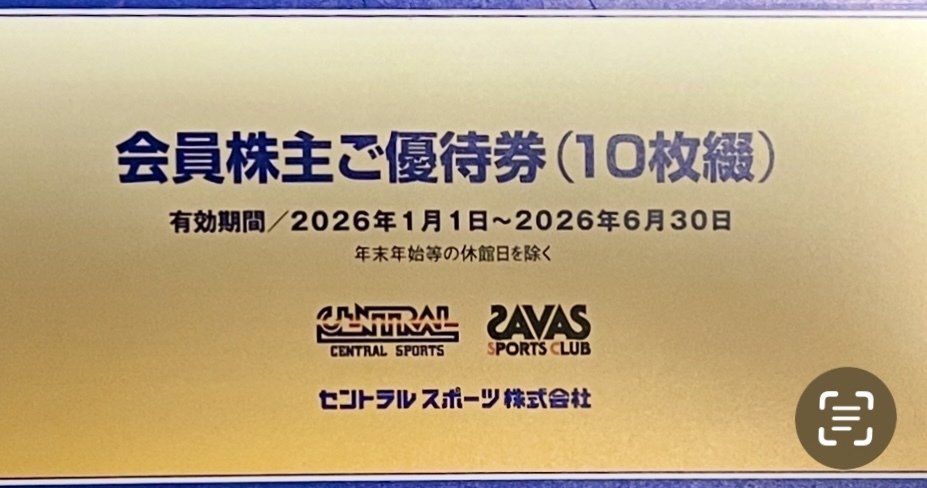 会員株主ご優待券（10枚綴）
有効期間／2026年1月1日～2026年6月30日
年末年始等の休館日を除く
CENTRAL SAVAS
CENTRAL SPORTS SPORTS CLUB
セントラルスポーツ株式会社